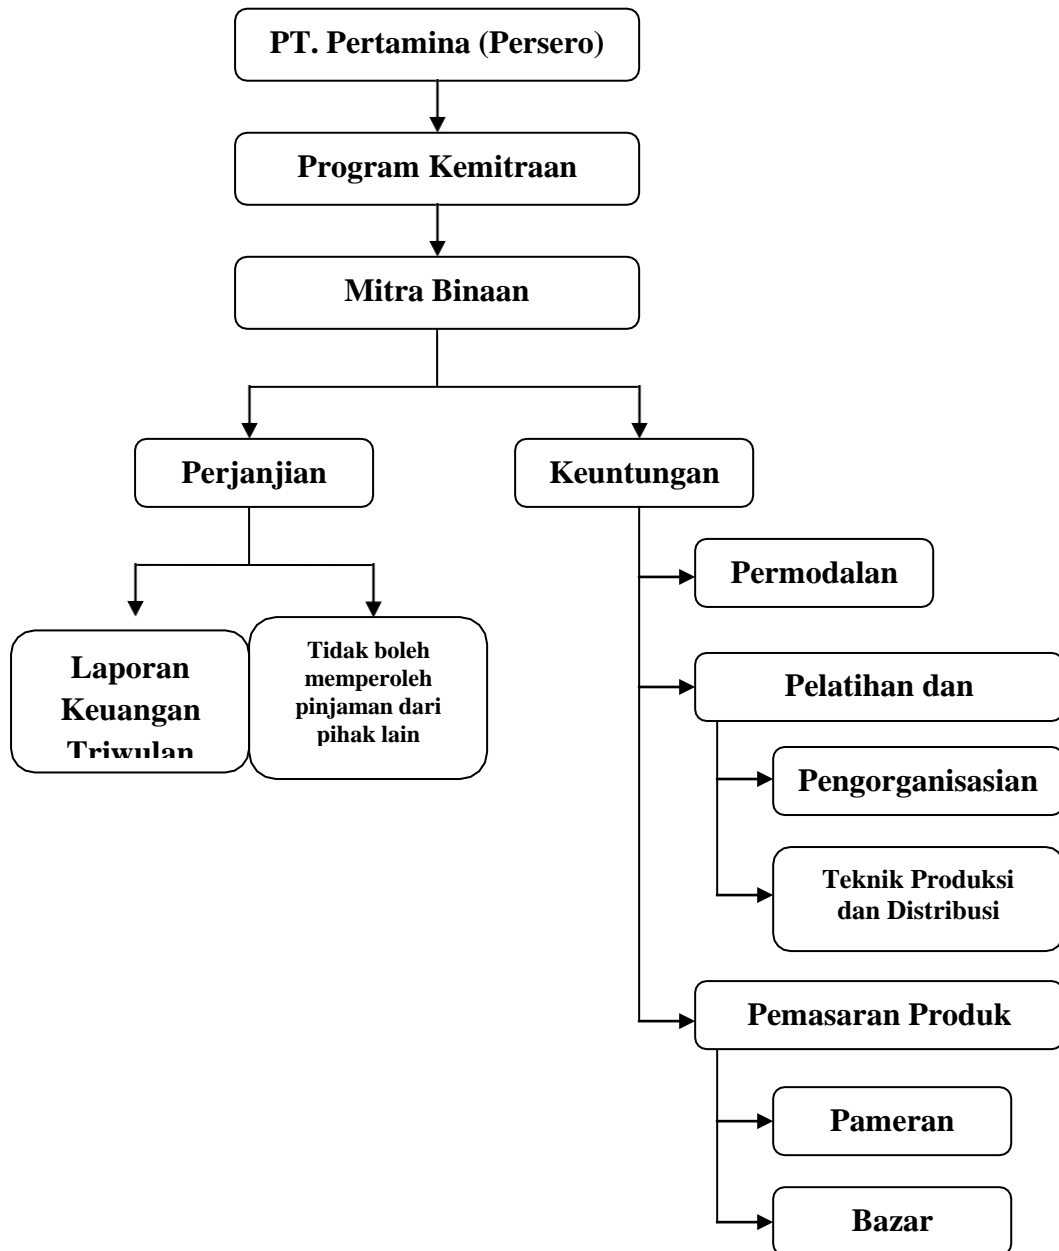 PT. Pertamina (Persero)
Program Kemitraan
Mitra Binaan
Perjanjian
Keuntungan
Laporan
Keuangan
Triwulan
Tidak boleh
memperoleh
pinjaman dari
pihak lain
Permodalan
Pelatihan dan
Pengorganisasian
Teknik Produksi
dan Distribusi
Pemasaran Produk
Pameran
Bazar